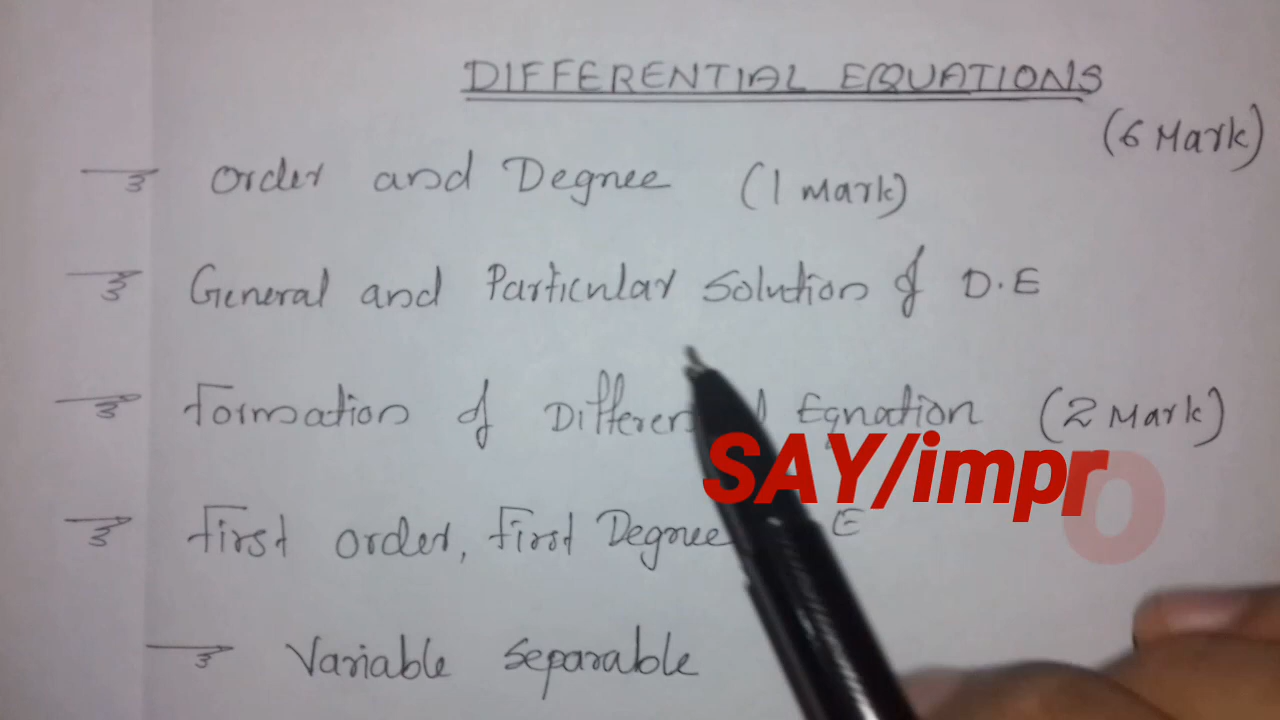 DIFFERENTIAL EQUATIONS
(6 Mark)
Order and Degree (1 Mark)
General and Particular Solution of D.E
Formation of Equation (2 Mark)
SAY/impro
First order, First Degree E
Variable Separable